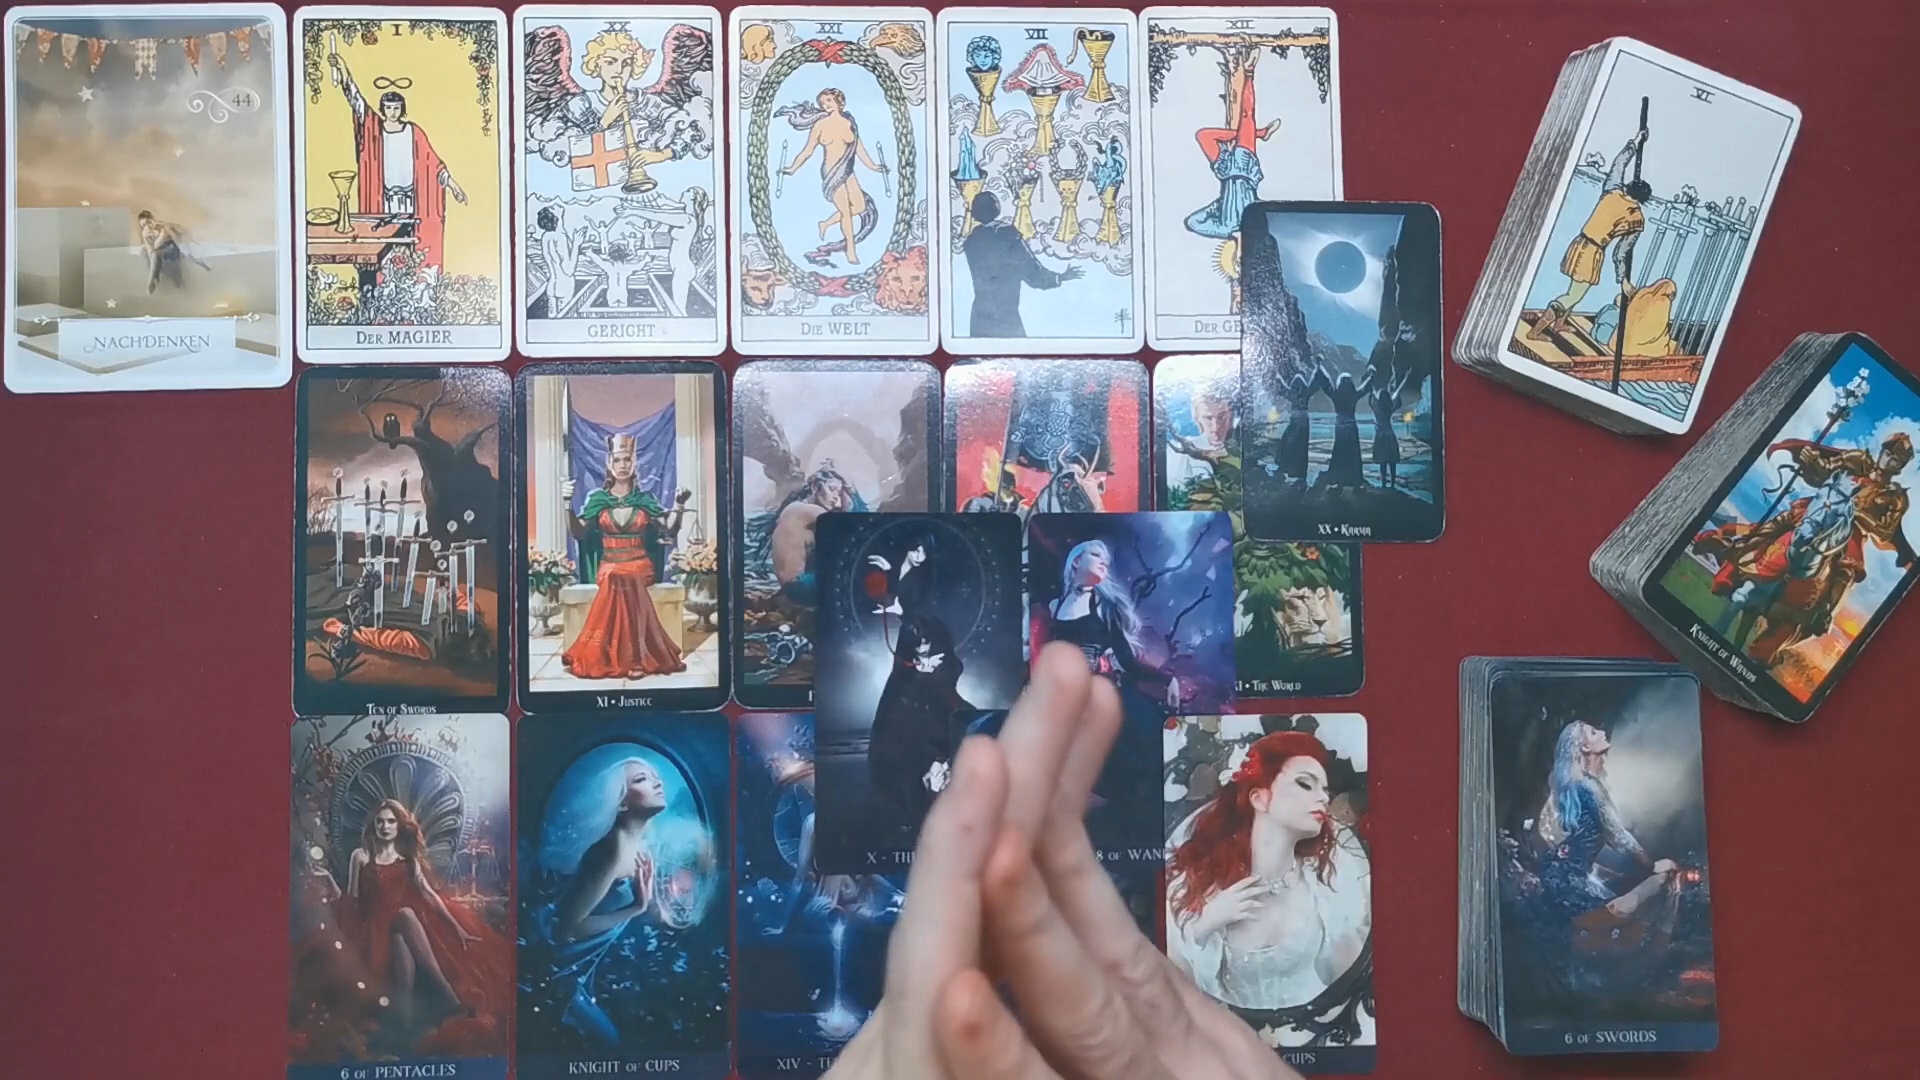 44
NACHDENKEN
I
DER MAGIER
XX
GERICHT
XXI
DIE WELT
VII
XII
DER GE
VI
XX • KARMA
KNIGHT OF WANDS
TEN OF SWORDS
XI • JUSTICE
I • THE WORLD
X - TH
8 OF WAN
6 OF PENTACLES
KNIGHT OF CUPS
XIV - T
CUPS
6 OF SWORDS